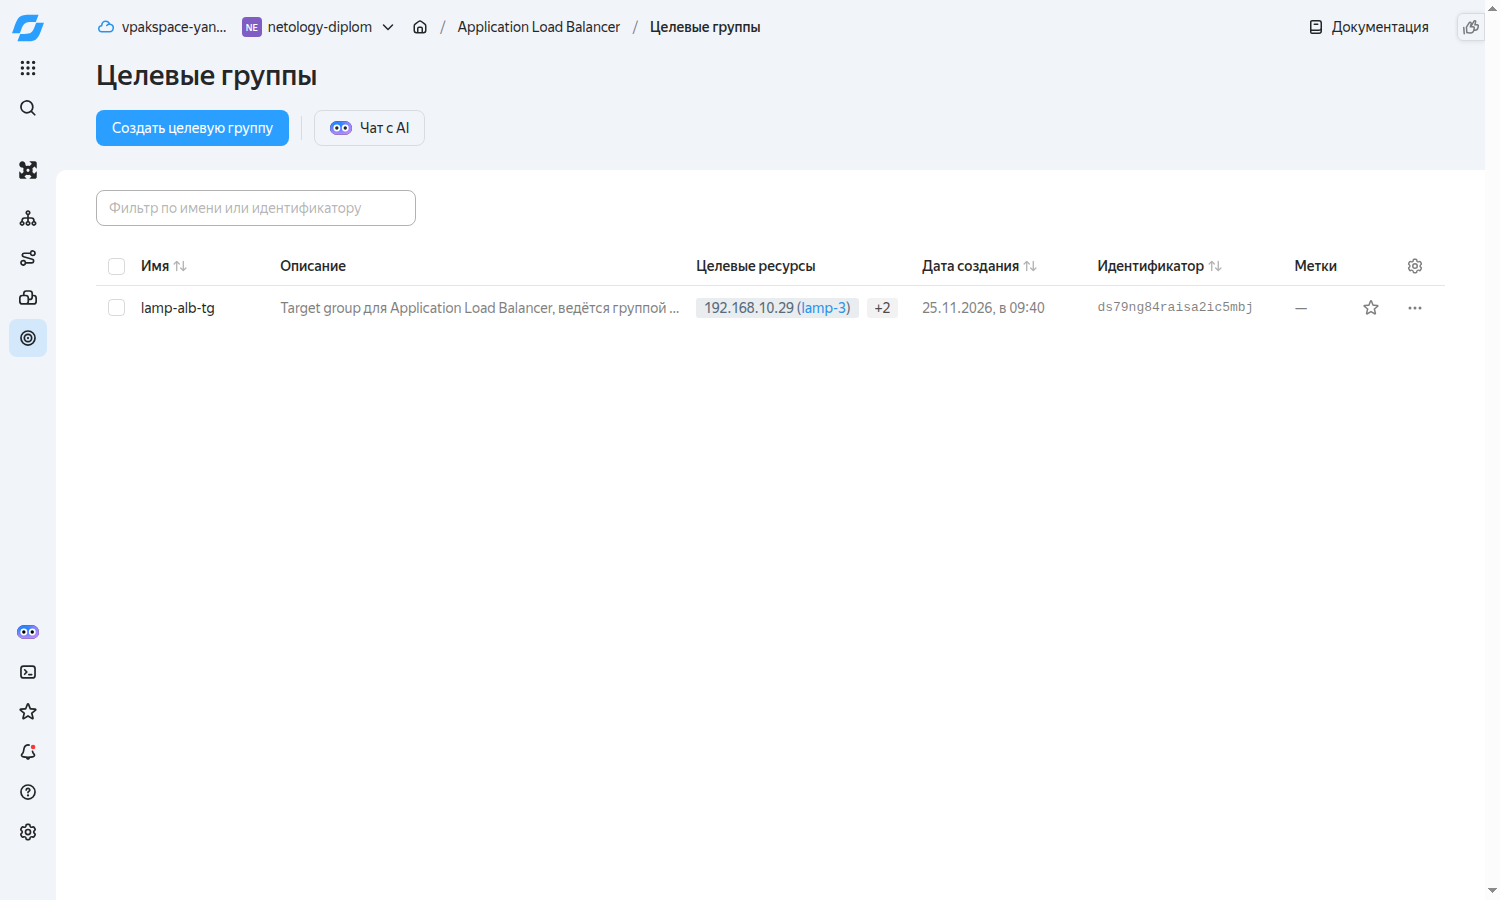 vpakspace-yan... NE netology-diplom / Application Load Balancer / Целевые группы Документация
Целевые группы
Создать целевую группу Чат с AI
Фильтр по имени или идентификатору
Имя Описание Целевые ресурсы Дата создания Идентификатор Метки
lamp-alb-tg Target group для Application Load Balancer, ведётся группой ... 192.168.10.29 (lamp-3) +2 25.11.2026, в 09:40 ds79ng84raisa2ic5mbj —